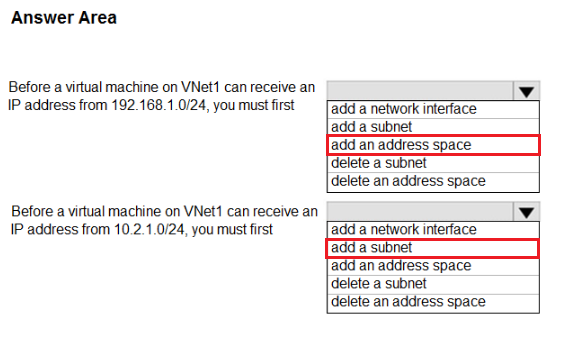 Answer Area
Before a virtual machine on VNet1 can receive an
IP address from 192.168.1.0/24, you must first
add a network interface
add a subnet
add an address space
delete a subnet
delete an address space
Before a virtual machine on VNet1 can receive an
IP address from 10.2.1.0/24, you must first
add a network interface
add a subnet
add an address space
delete a subnet
delete an address space